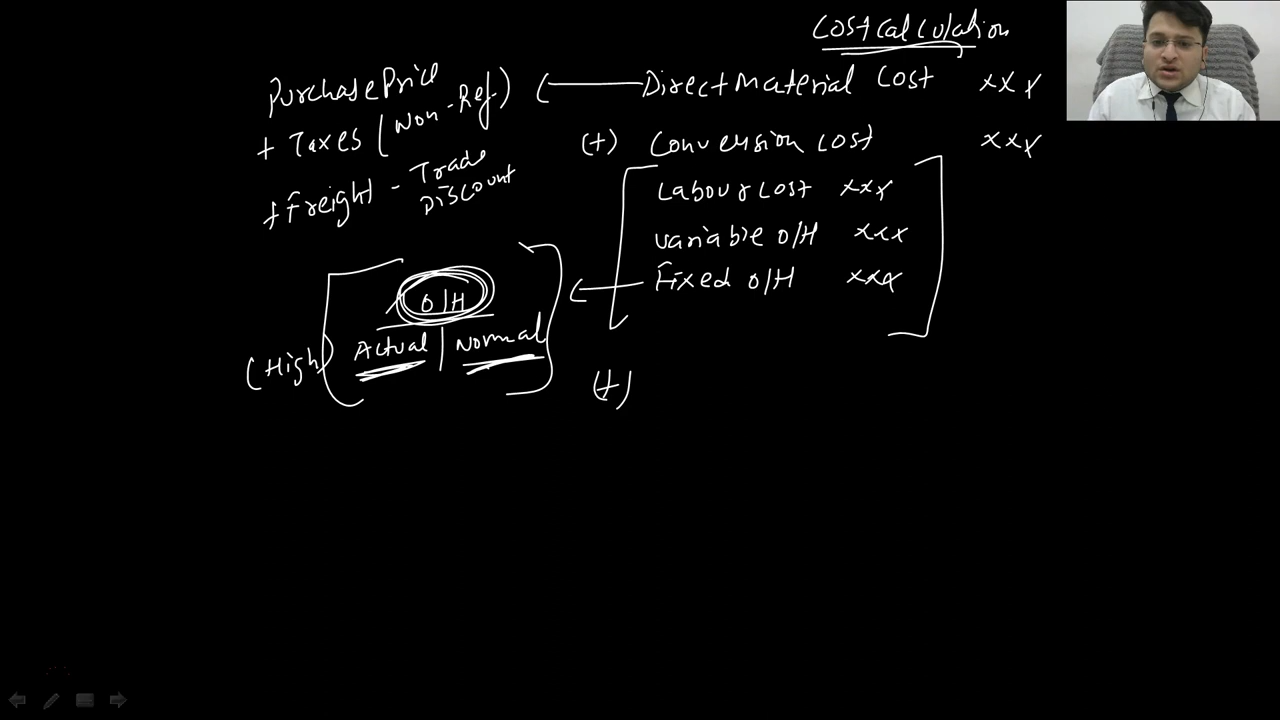 Cost calculation
Purchase Price
+ Taxes (Non-Ref.)
+ Freight - Trade
Discount
Direct Material Cost xxx
(+) Conversion Cost xxx
Labour Cost xxx
variable O/H xxx
Fixed O/H xxx
O/H
(High) Actual | Normal
(+)